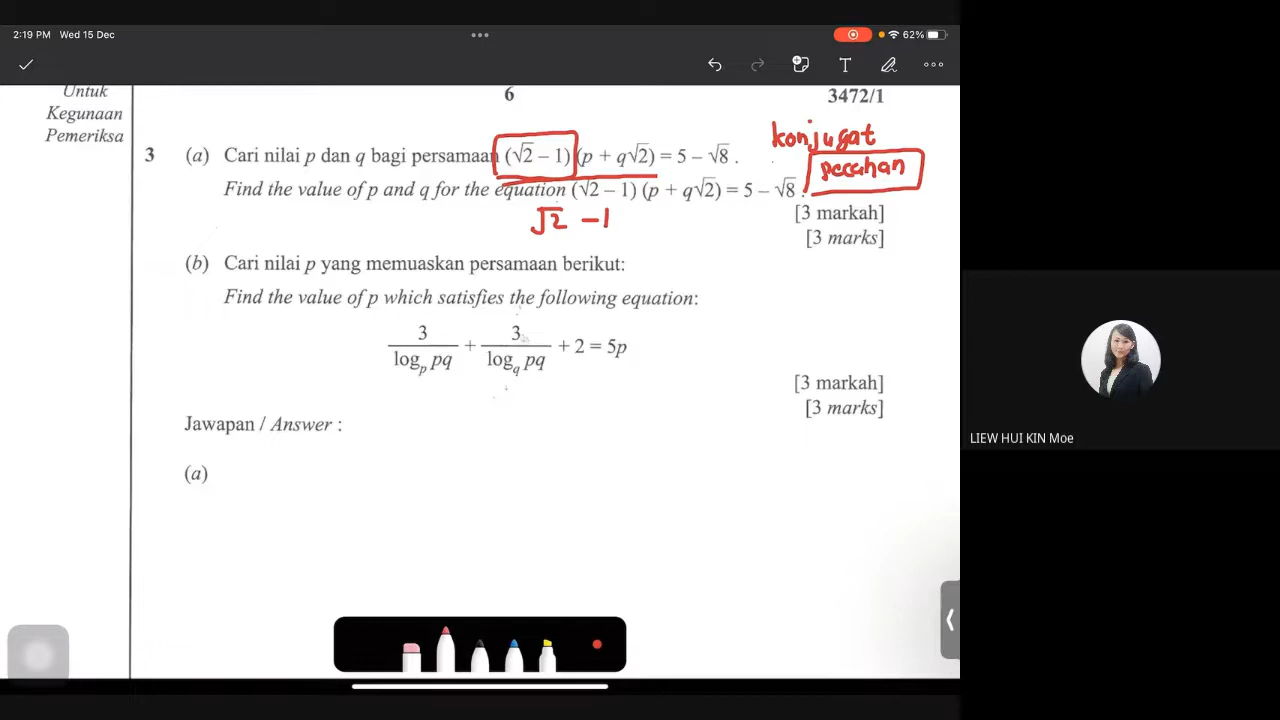 2:19 PM Wed 15 Dec
62%
Untuk
Kegunaan
Pemeriksa
6
3472/1
konjugat
pecahan
3 (a) Cari nilai p dan q bagi persamaan (√2 – 1) (p + q√2) = 5 – √8 .
Find the value of p and q for the equation (√2 – 1) (p + q√2) = 5 – √8 .
√2 – 1
[3 markah]
[3 marks]
(b) Cari nilai p yang memuaskan persamaan berikut:
Find the value of p which satisfies the following equation:
3/log_p pq + 3/log_q pq + 2 = 5p
[3 markah]
[3 marks]
Jawapan / Answer :
(a)
LIEW HUI KIN Moe